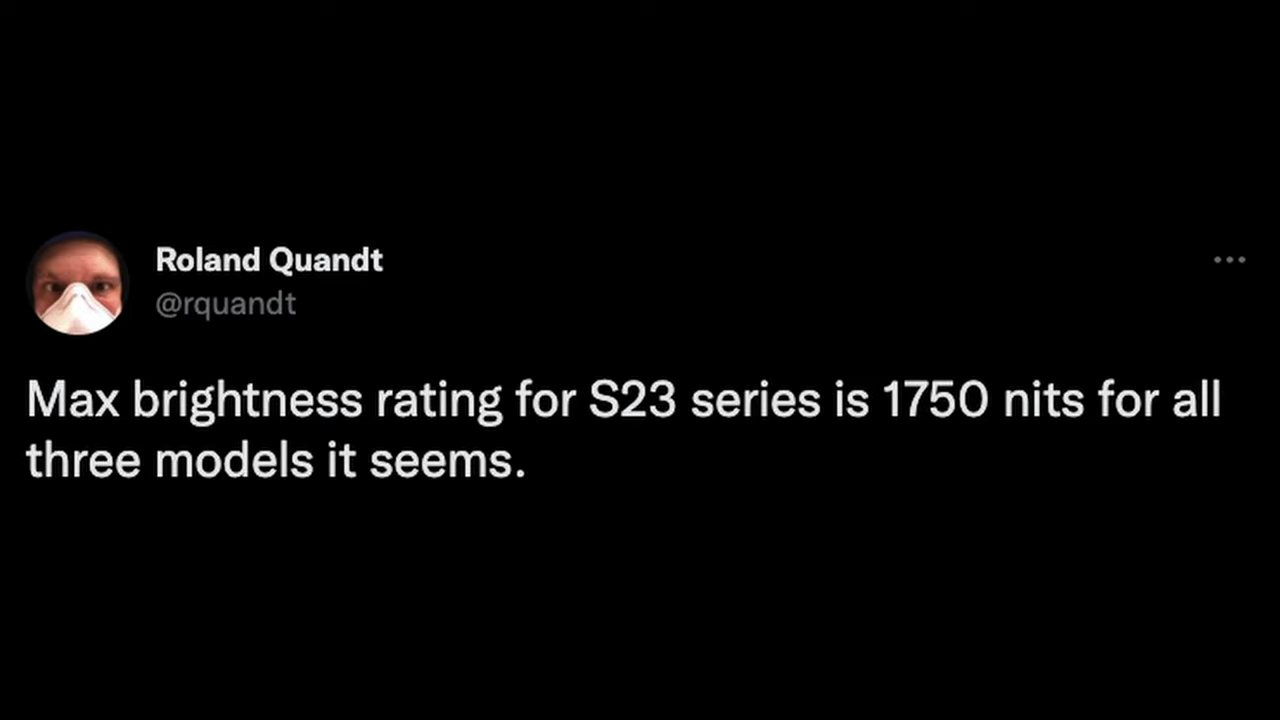 Roland Quandt
@rquandt
Max brightness rating for S23 series is 1750 nits for all
three models it seems.